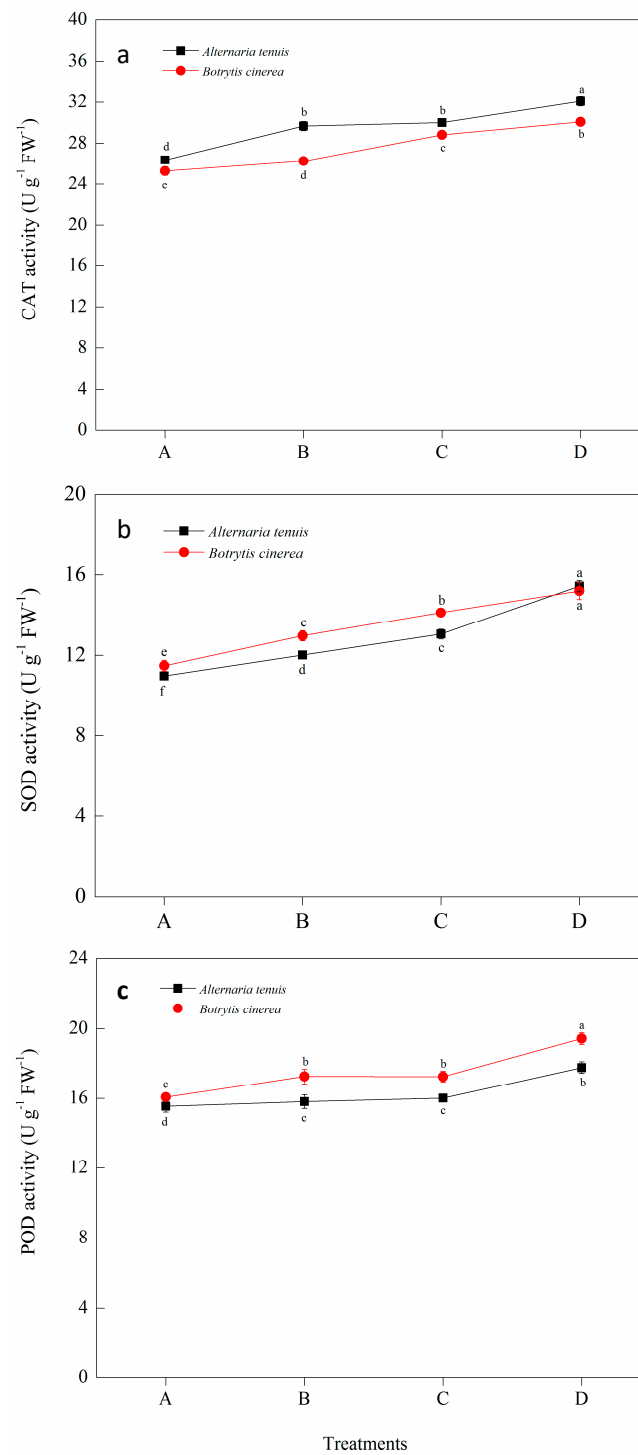 40
a
Alternaria tenuis
Botrytis cinerea
36
32
28
24
20
16
12
8
4
0
CAT activity (U g⁻¹ FW⁻¹)
d
b
b
a
e
d
c
b
A B C D
20
b
Alternaria tenuis
Botrytis cinerea
16
12
8
4
0
SOD activity (U g⁻¹ FW⁻¹)
e
c
b
a
f
d
c
a
A B C D
24
c
Alternaria tenuis
Botrytis cinerea
20
16
12
8
4
0
POD activity (U g⁻¹ FW⁻¹)
c
b
b
a
d
c
c
b
A B C D
Treatments